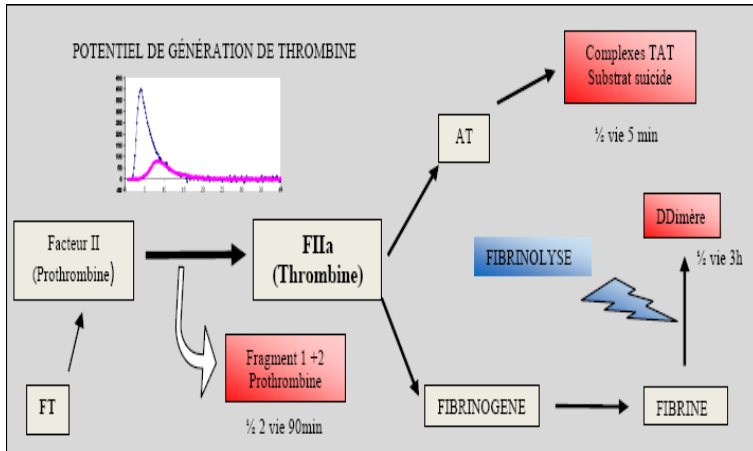 POTENTIEL DE GÉNÉRATION DE THROMBINE
Complexes TAT
Substrat suicide
½ vie 5 min
AT
Facteur II
(Prothrombine)
FIIa
(Thrombine)
FIBRINOLYSE
DDimère
½ vie 3h
Fragment 1 +2
Prothrombine
½ 2 vie 90min
FT
FIBRINOGENE
FIBRINE